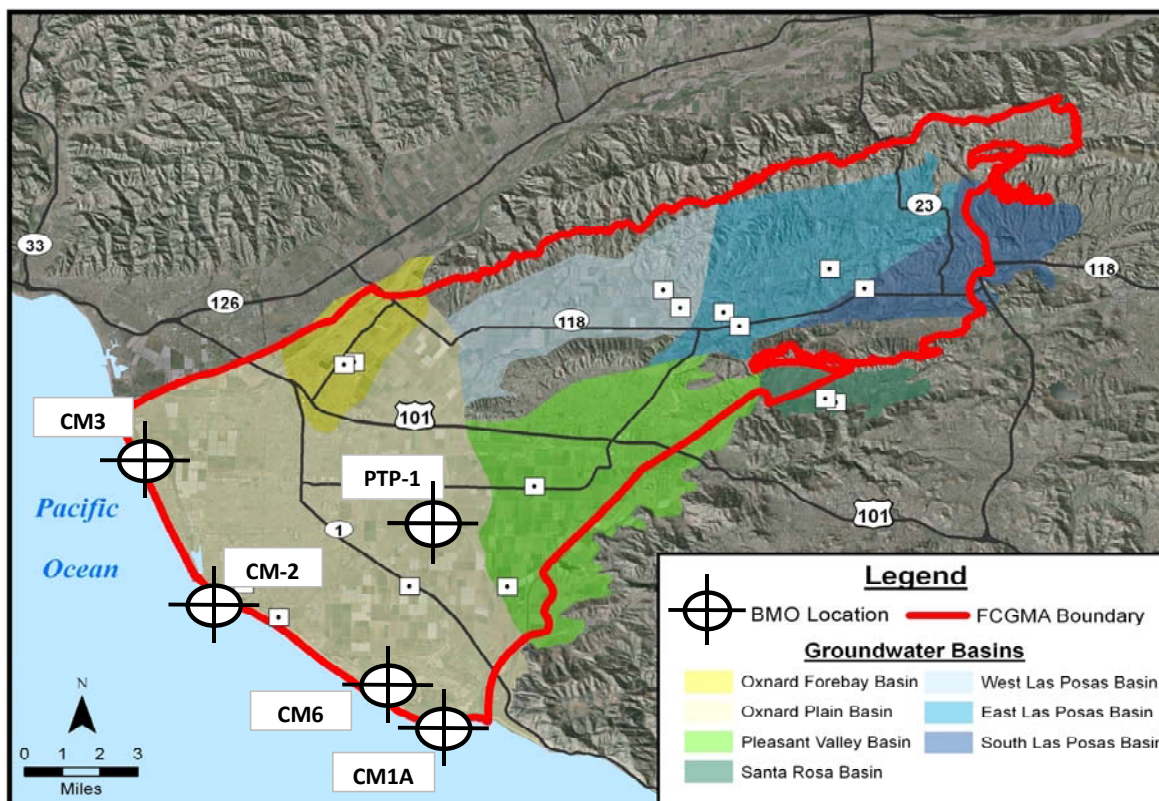 33
126
118
23
118
101
CM3
PTP-1
Pacific
Ocean
1
101
CM-2
CM6
CM1A
N
0 1 2 3
Miles
Legend
BMO Location
FCGMA Boundary
Groundwater Basins
Oxnard Forebay Basin
West Las Posas Basin
Oxnard Plain Basin
East Las Posas Basin
Pleasant Valley Basin
South Las Posas Basin
Santa Rosa Basin